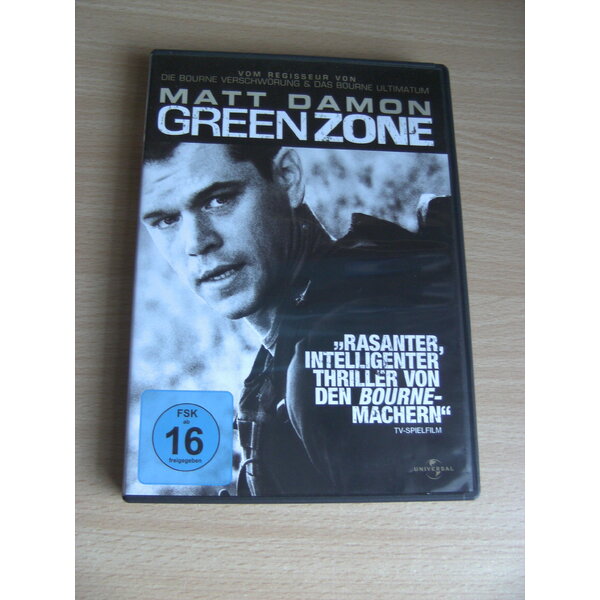 VOM REGISSEUR VON
DIE BOURNE VERSCHWÖRUNG & DAS BOURNE ULTIMATUM
MATT DAMON
GREEN ZONE
„RASANTER,
INTELLIGENTER
THRILLER VON
DEN BOURNE-
MACHERN“
TV-SPIELFILM
FSK
ab
16
freigegeben
UNIVERSAL